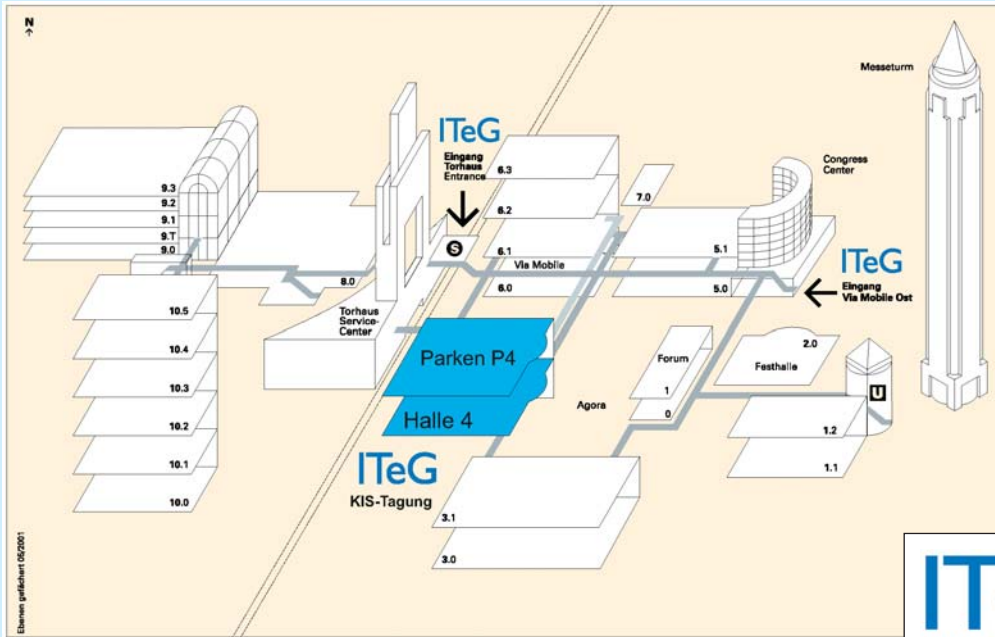 N
Messeturm
ITeG
Eingang
Torhaus
Entrance
Congress
Center
9.3
9.2
9.1
9.T
9.0
8.0
6.3
6.2
6.1
6.0
7.0
S
Via Mobile
5.1
5.0
ITeG
Eingang
Via Mobile Ost
Torhaus
Service-
Center
10.5
10.4
10.3
10.2
10.1
10.0
Parken P4
Halle 4
Forum
1
0
Agora
2.0
Festhalle
U
1.2
1.1
ITeG
KIS-Tagung
3.1
3.0
Ebenen gefächert 05/2001
IT